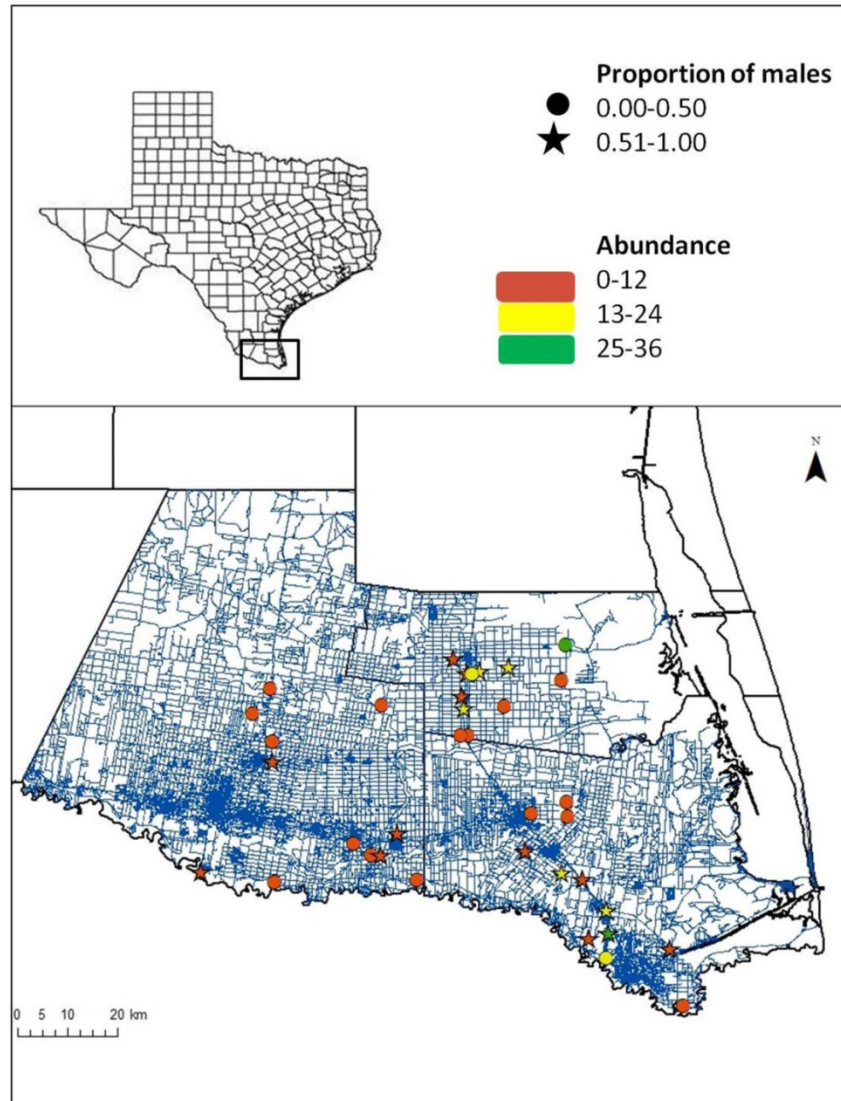 Proportion of males
0.00-0.50
0.51-1.00
Abundance
0-12
13-24
25-36
N
0 5 10 20 km